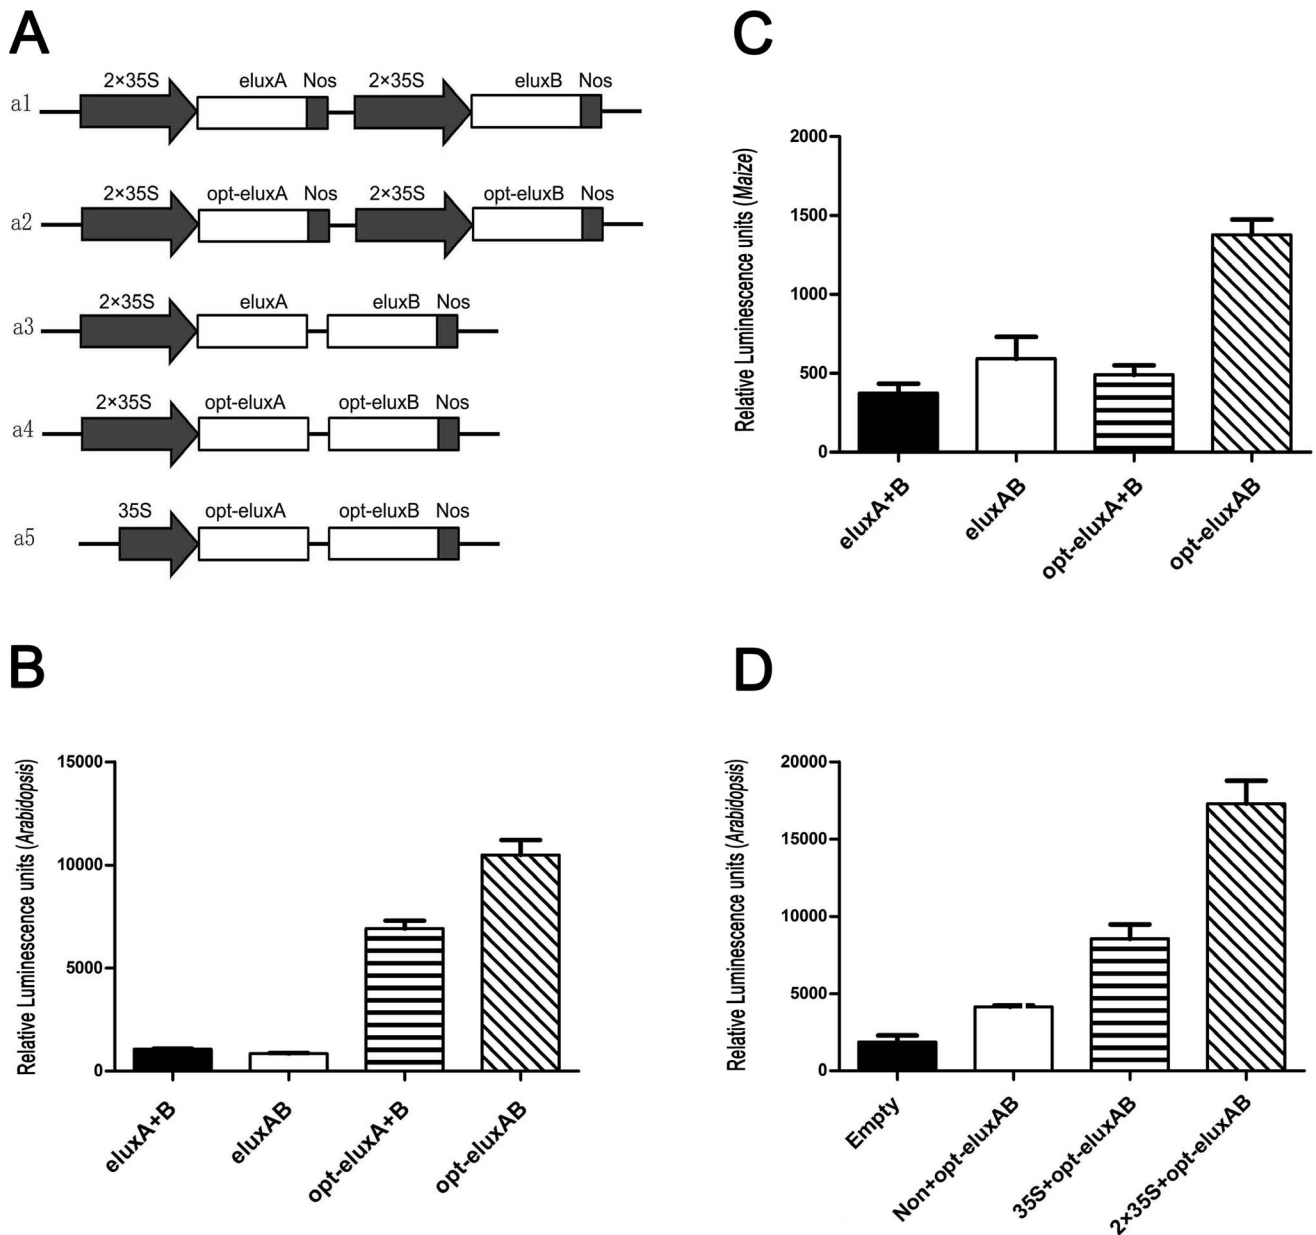 A
2×35S eluxA Nos 2×35S eluxB Nos
a1
2×35S opt-eluxA Nos 2×35S opt-eluxB Nos
a2
2×35S eluxA eluxB Nos
a3
2×35S opt-eluxA opt-eluxB Nos
a4
35S opt-eluxA opt-eluxB Nos
a5
B
Relative Luminescence units (Arabidopsis)
15000
10000
5000
0
eluxA+B
eluxAB
opt-eluxA+B
opt-eluxAB
C
Relative Luminescence units (Maize)
2000
1500
1000
500
0
eluxA+B
eluxAB
opt-eluxA+B
opt-eluxAB
D
Relative Luminescence units (Arabidopsis)
20000
15000
10000
5000
0
Empty
Non+opt-eluxAB
35S+opt-eluxAB
2×35S+opt-eluxAB